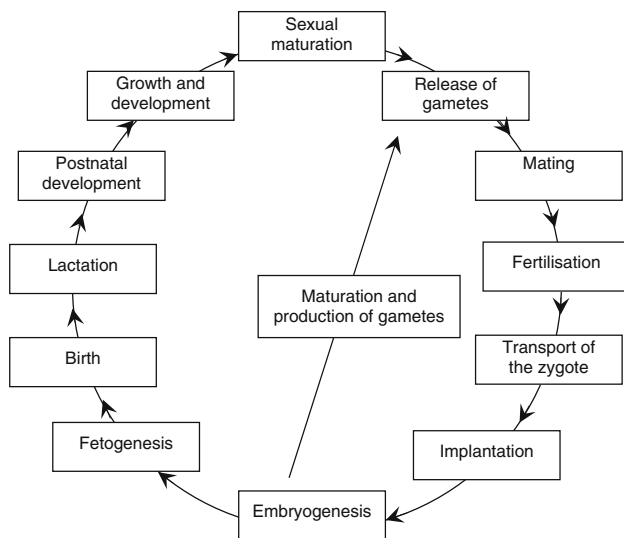 Sexual
maturation
Release of
gametes
Mating
Fertilisation
Transport of
the zygote
Implantation
Embryogenesis
Fetogenesis
Birth
Lactation
Postnatal
development
Growth and
development
Maturation and
production of gametes